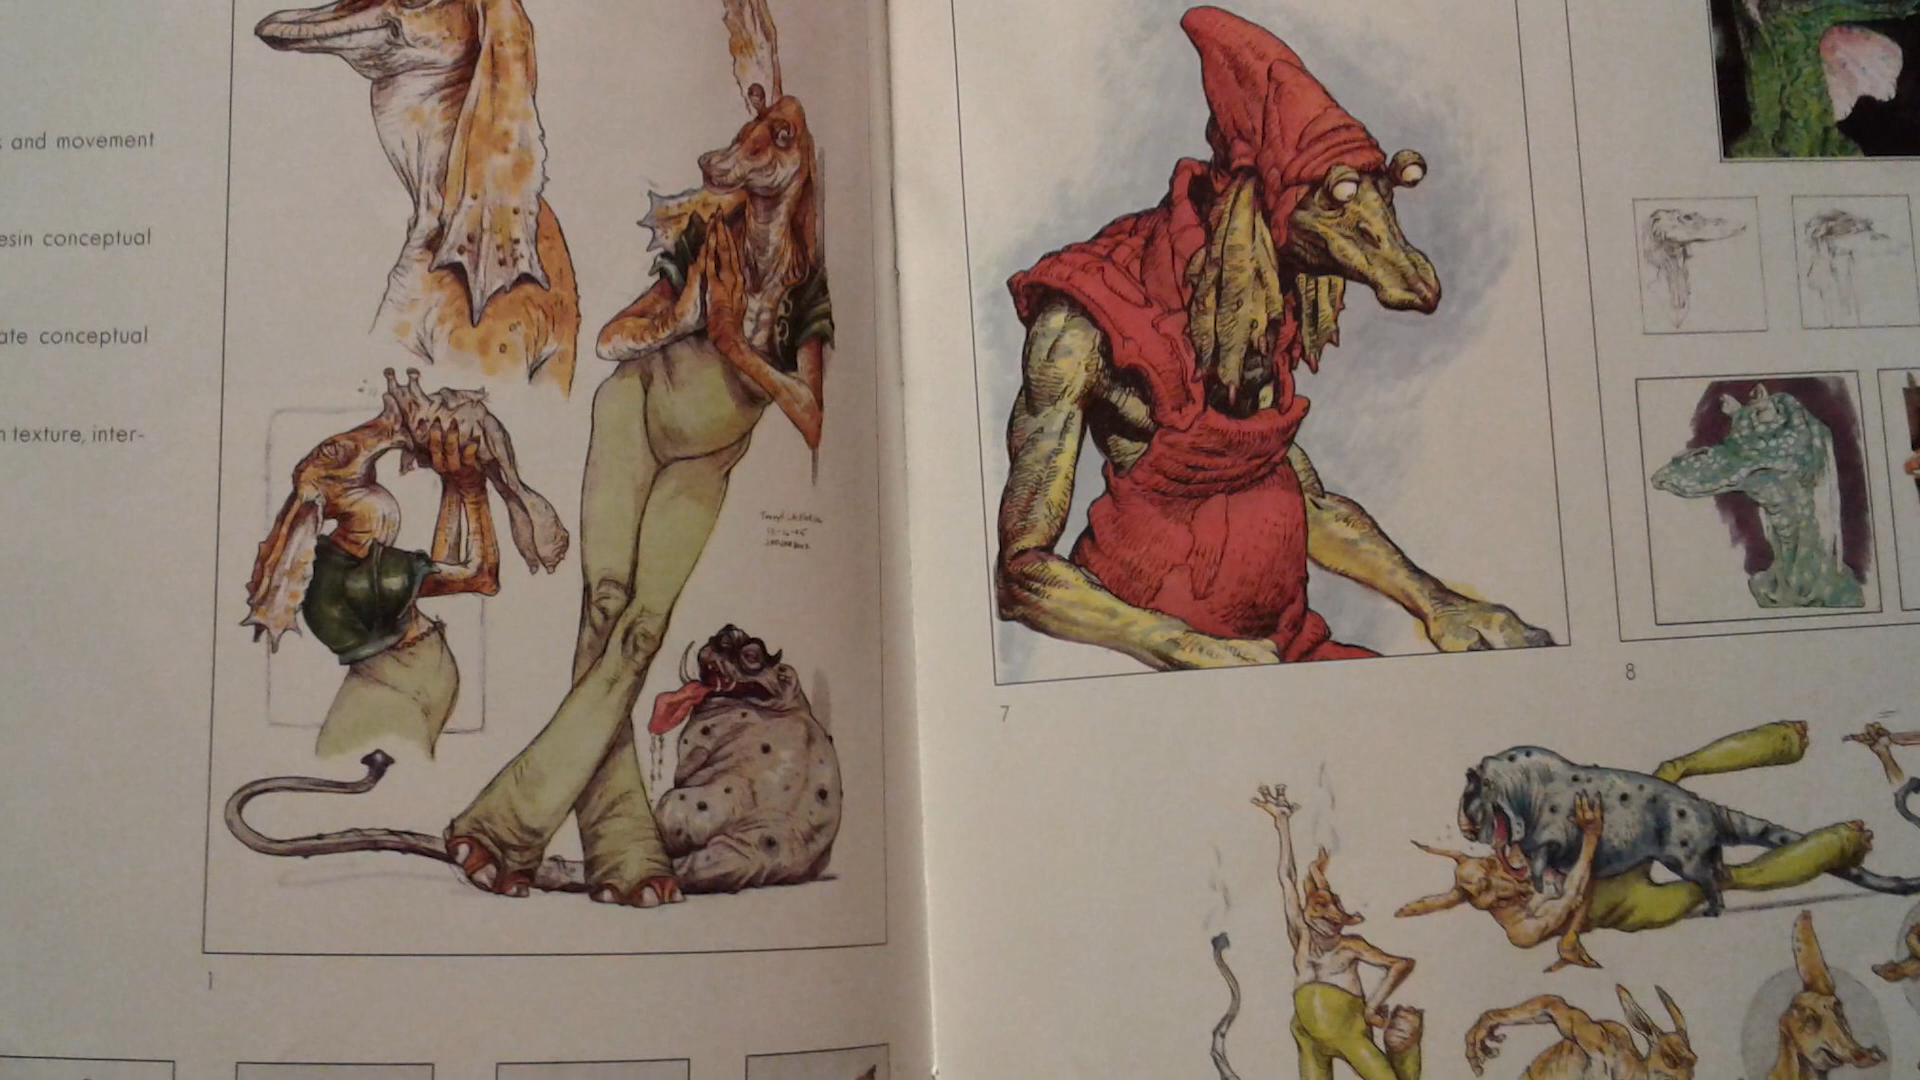 and movement
esin conceptual
ate conceptual
n texture, inter-
1
7
8